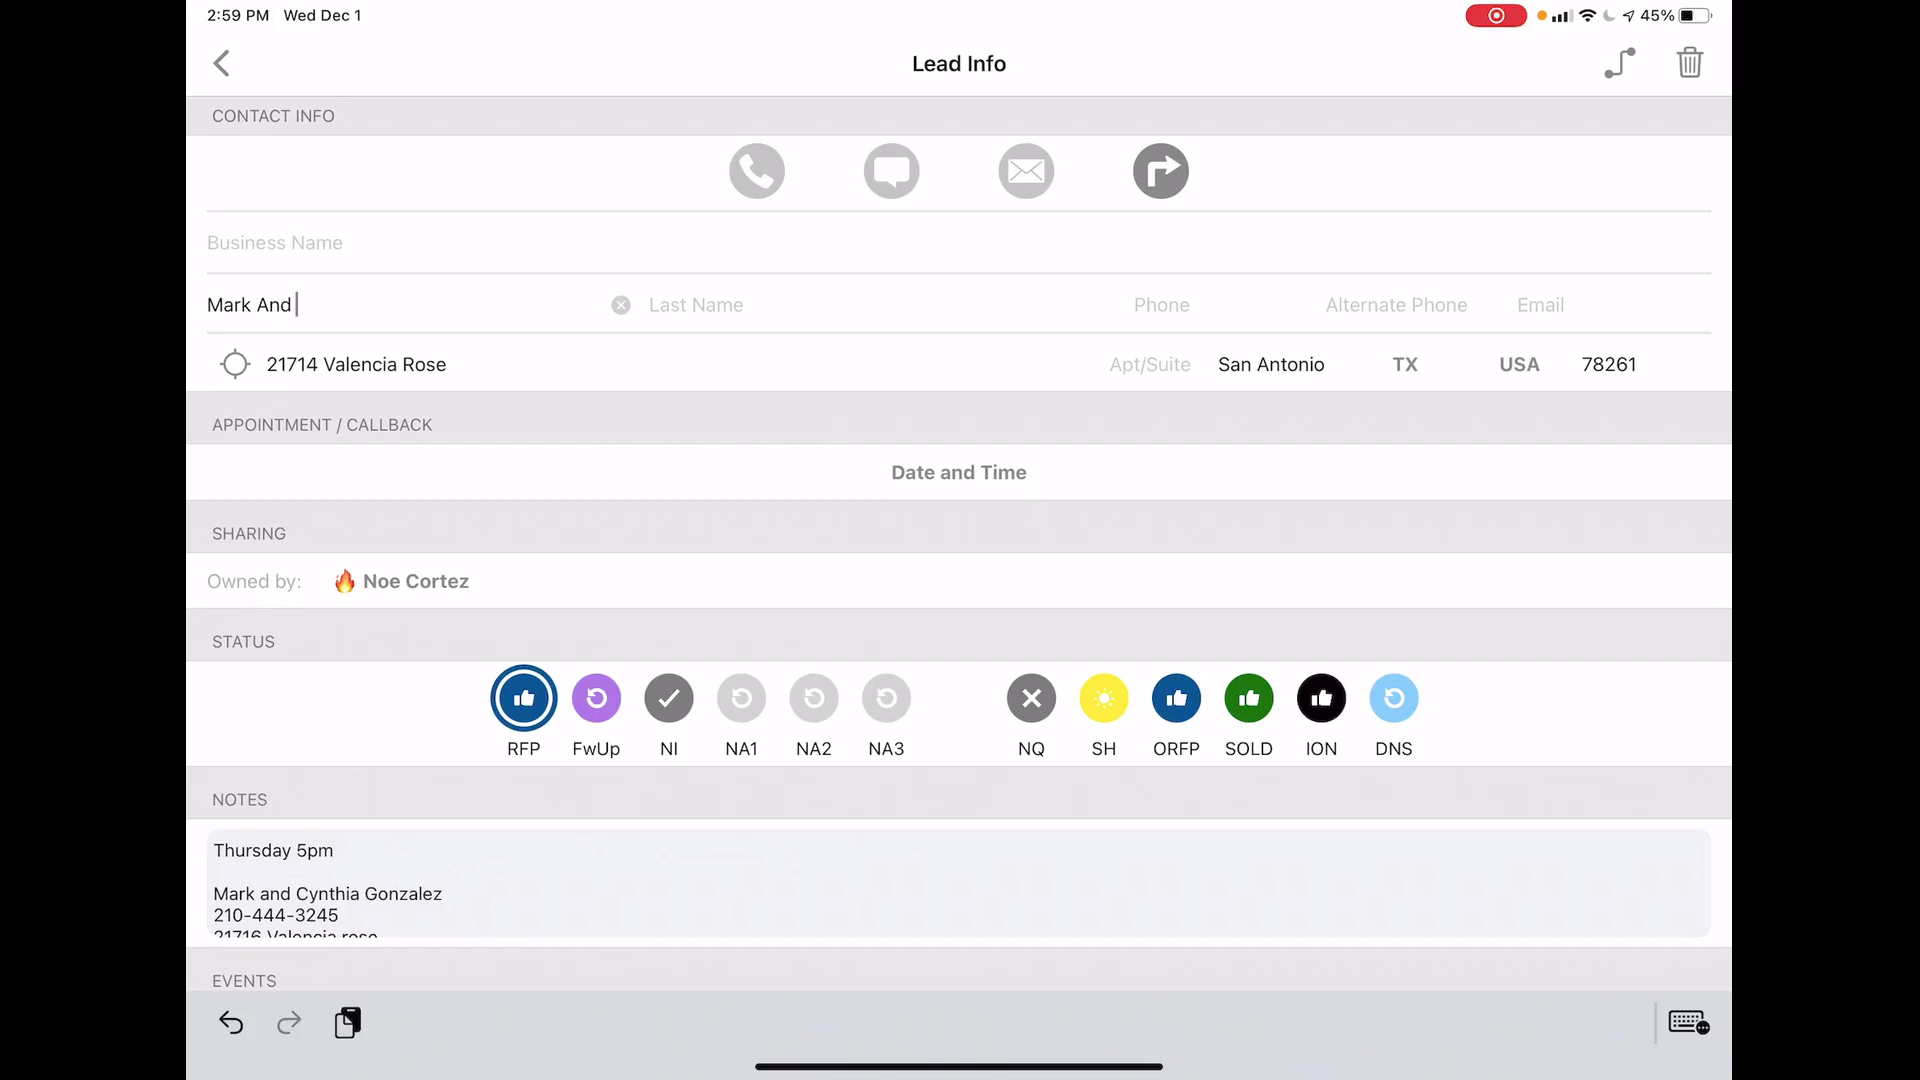 2:59 PM Wed Dec 1
45%
Lead Info
CONTACT INFO
Business Name
Mark And Last Name Phone Alternate Phone Email
21714 Valencia Rose Apt/Suite San Antonio TX USA 78261
APPOINTMENT / CALLBACK
Date and Time
SHARING
Owned by: 🔥 Noe Cortez
STATUS
RFP FwUp NI NA1 NA2 NA3 NQ SH ORFP SOLD ION DNS
NOTES
Thursday 5pm
Mark and Cynthia Gonzalez
210-444-3245
21716 Valencia rose
EVENTS